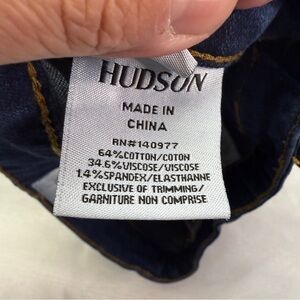 HUDSON
MADE IN
CHINA
RN#140977
64%COTTON/COTON
34.6%VISCOSE/VISCOSE
1.4%SPANDEX/ELASTHANNE
EXCLUSIVE OF TRIMMING/
GARNITURE NON COMPRISE